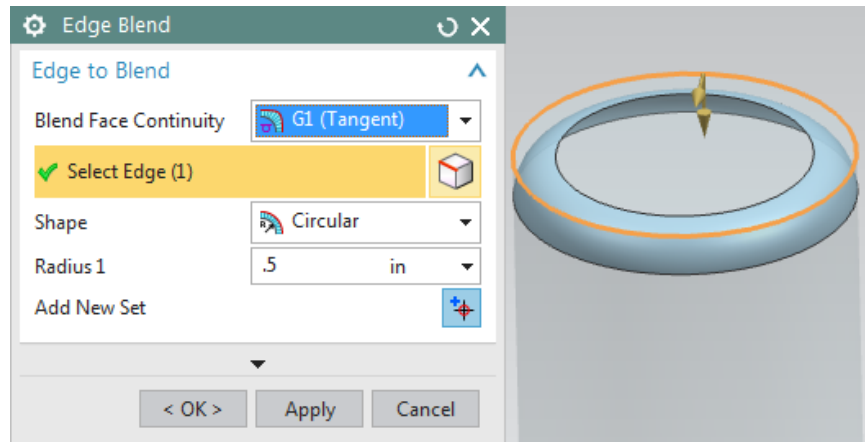 Edge Blend
Edge to Blend
Blend Face Continuity G1 (Tangent)
Select Edge (1)
Shape Circular
Radius 1 .5 in
Add New Set
< OK > Apply Cancel